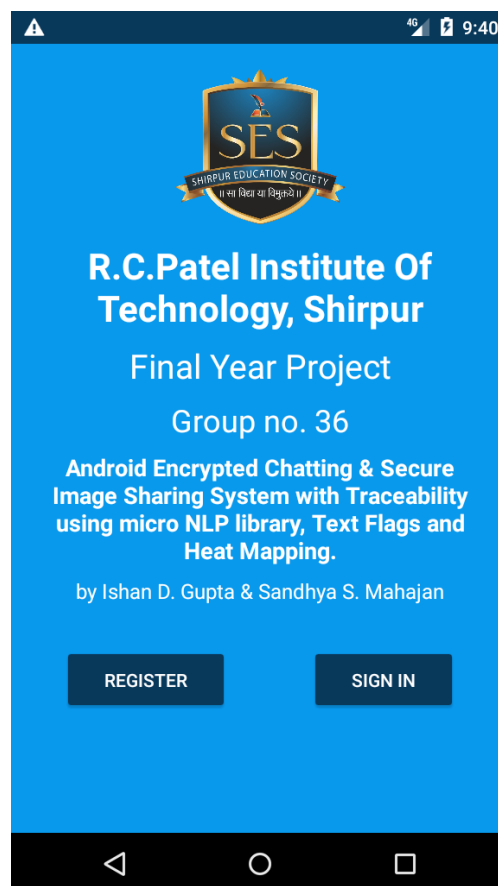 4G 9:40
SES
SHIRPUR EDUCATION SOCIETY
॥ सा विद्या या विमुक्तये ॥
R.C.Patel Institute Of
Technology, Shirpur
Final Year Project
Group no. 36
Android Encrypted Chatting & Secure
Image Sharing System with Traceability
using micro NLP library, Text Flags and
Heat Mapping.
by Ishan D. Gupta & Sandhya S. Mahajan
REGISTER SIGN IN